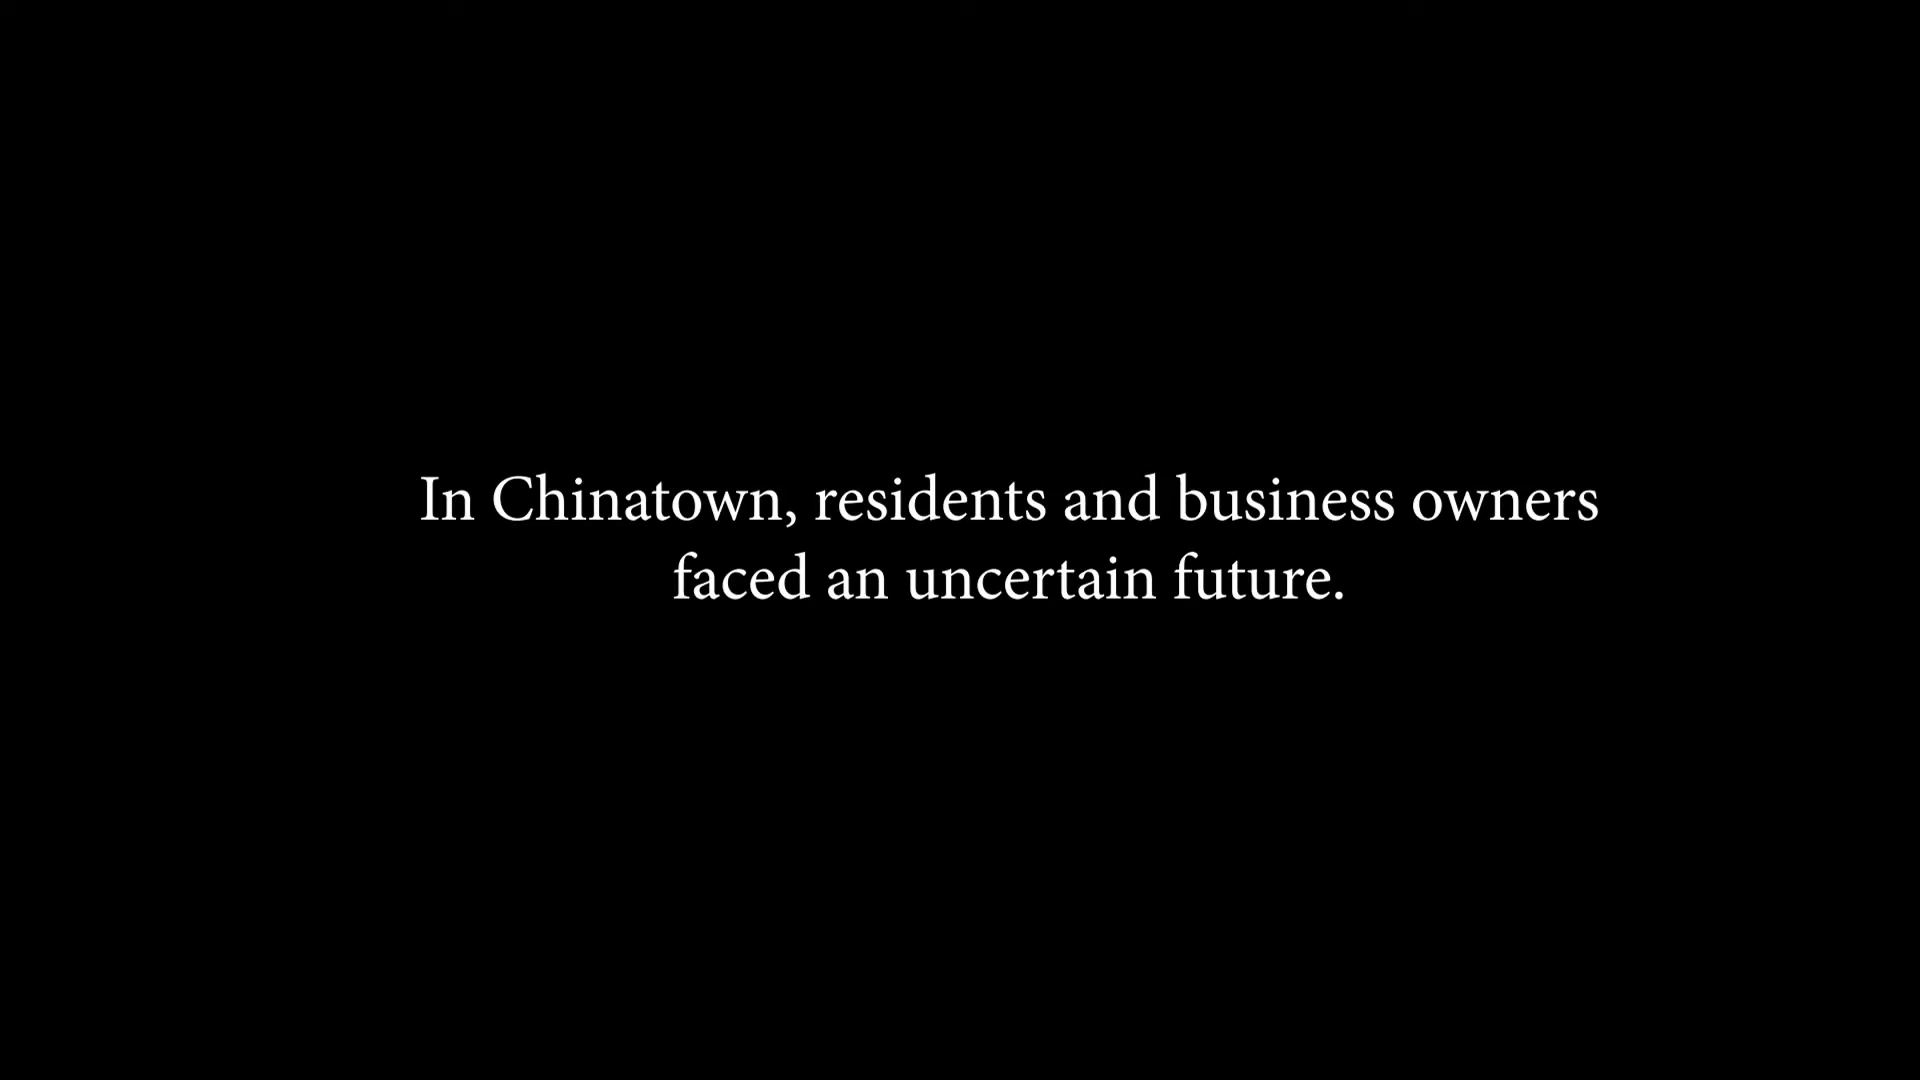 In Chinatown, residents and business owners
faced an uncertain future.